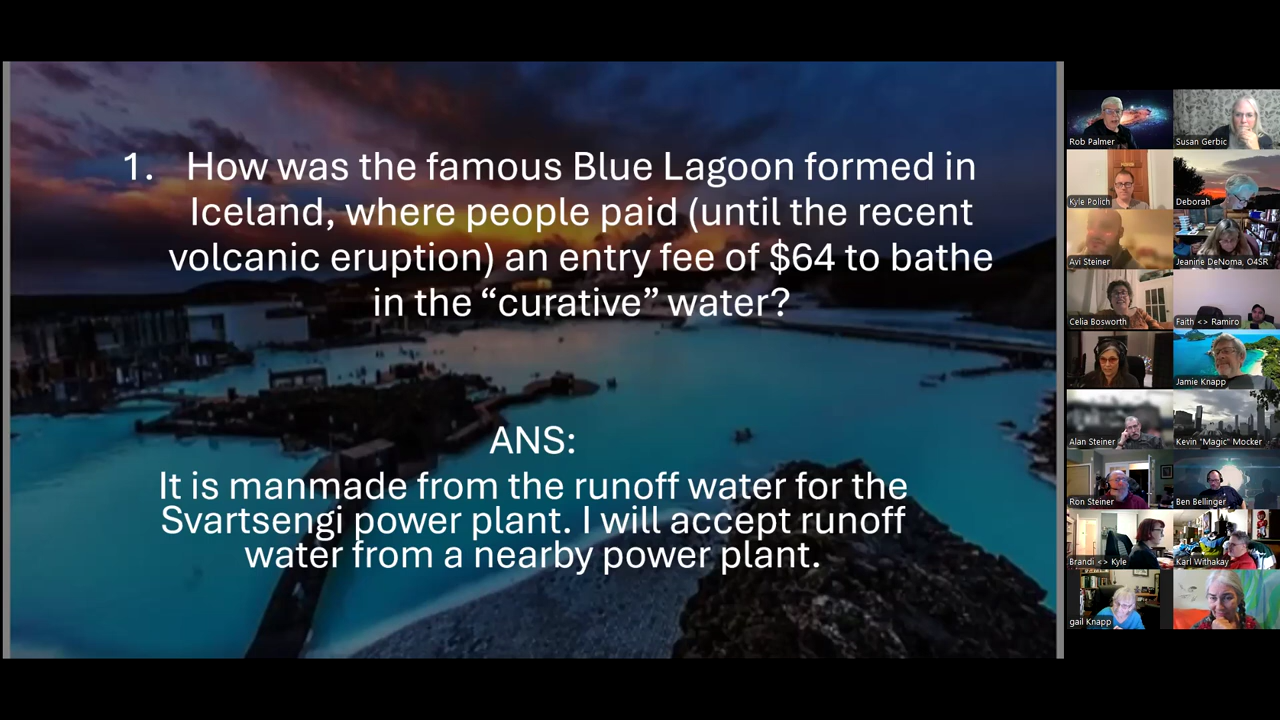 1. How was the famous Blue Lagoon formed in
Iceland, where people paid (until the recent
volcanic eruption) an entry fee of $64 to bathe
in the “curative” water?
ANS:
It is manmade from the runoff water for the
Svartsengi power plant. I will accept runoff
water from a nearby power plant.
Rob Palmer
Susan Gerbic
Kyle Polich
Deborah
Avi Steiner
Jeanine DeNoma, O4SR
Celia Bosworth
Faith <> Ramiro
Jamie Knapp
Alan Steiner
Kevin "Magic" Mocker
Ron Steiner
Ben Bellinger
Brandi <> Kyle
Karl Withakay
gail Knapp